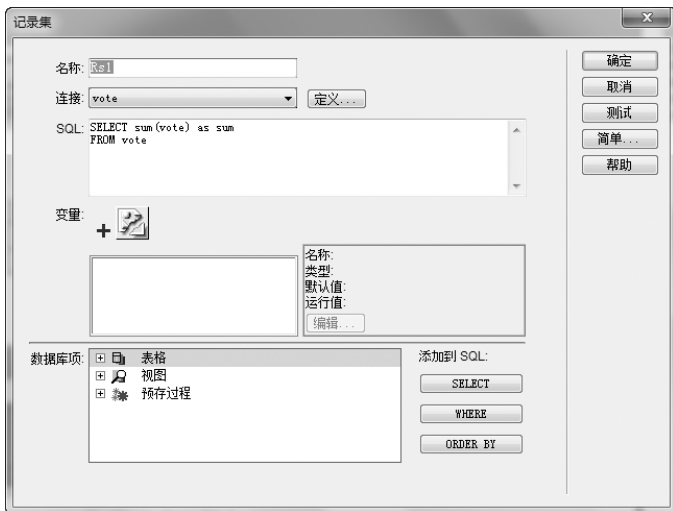 记录集
名称: Rs1
连接: vote 定义...
SQL: SELECT sum(vote) as sum
FROM vote
变量:
名称:
类型:
默认值:
运行值:
编辑...
数据库项: 表格
视图
预存过程
添加到 SQL:
SELECT
WHERE
ORDER BY
确定
取消
测试
简单...
帮助